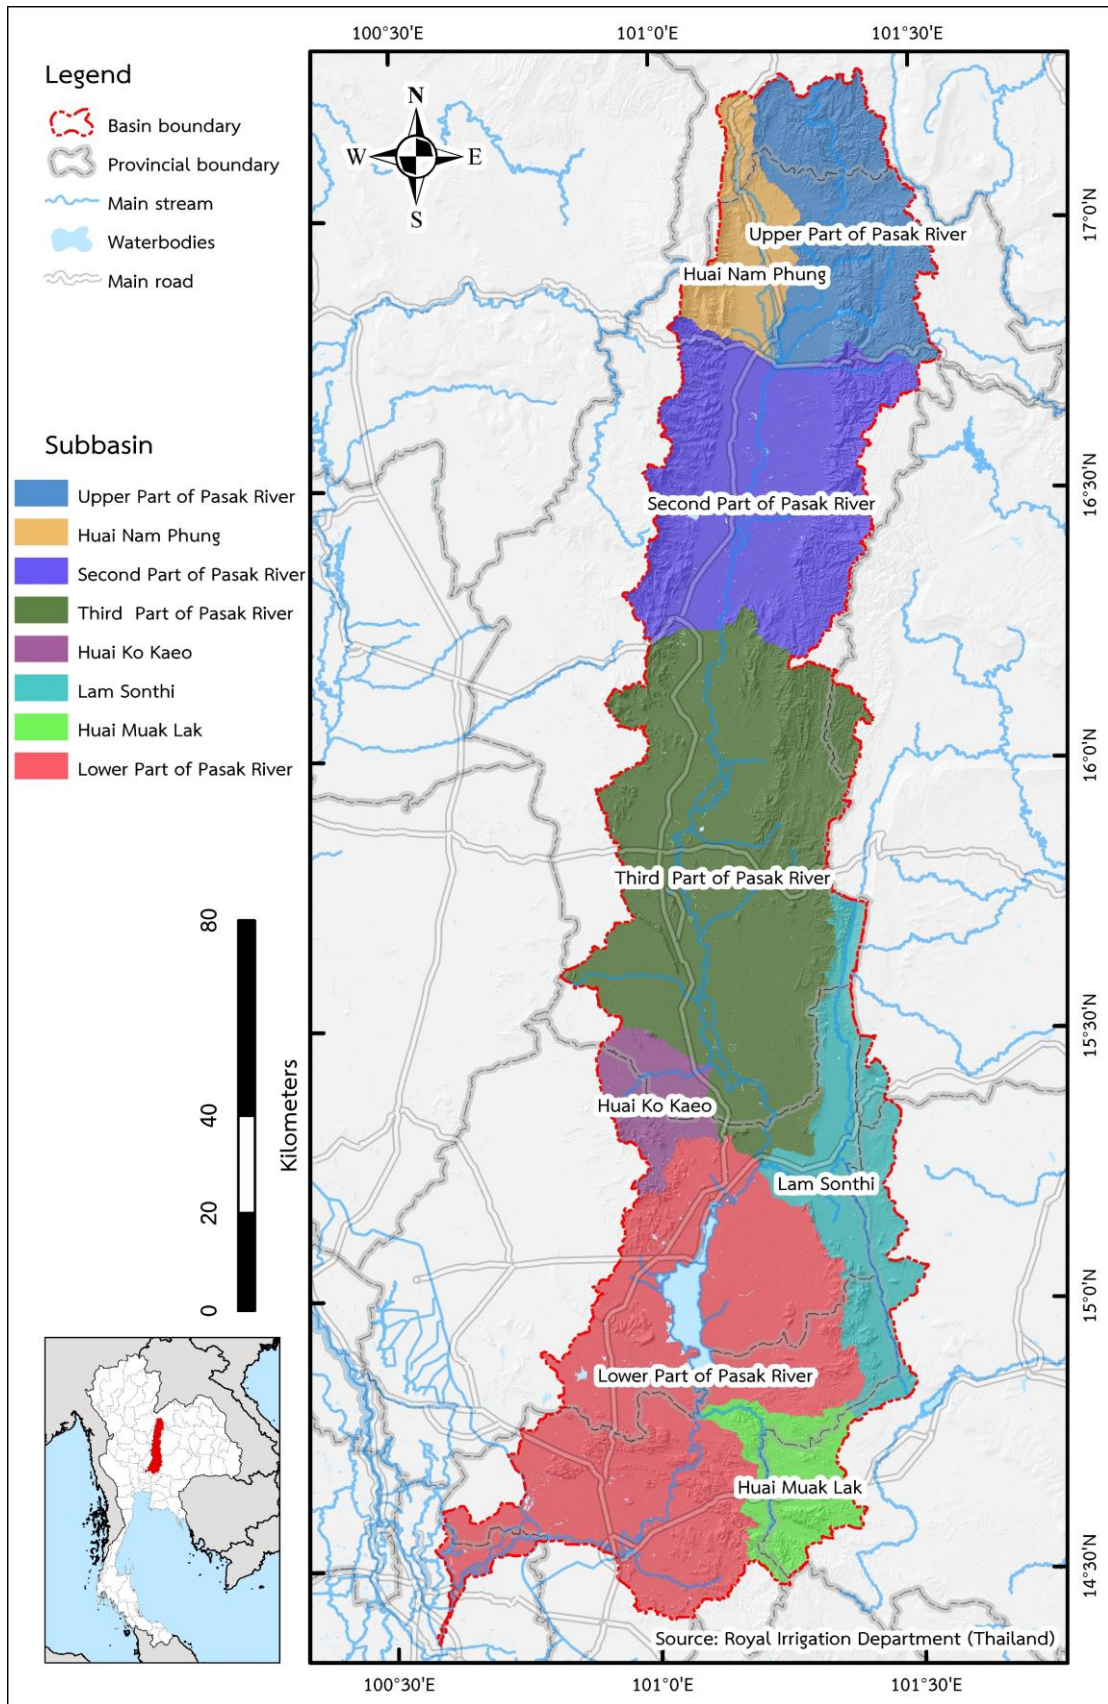 100°30'E 101°0'E 101°30'E
Legend
Basin boundary
Provincial boundary
Main stream
Waterbodies
Main road
N
W E
S
Subbasin
Upper Part of Pasak River
Huai Nam Phung
Second Part of Pasak River
Third  Part of Pasak River
Huai Ko Kaeo
Lam Sonthi
Huai Muak Lak
Lower Part of Pasak River
80
40
20
0
Kilometers
Upper Part of Pasak River
Huai Nam Phung
Second Part of Pasak River
Third  Part of Pasak River
Huai Ko Kaeo
Lam Sonthi
Lower Part of Pasak River
Huai Muak Lak
17°0'N
16°30'N
16°0'N
15°30'N
15°0'N
14°30'N
Source: Royal Irrigation Department (Thailand)
100°30'E 101°0'E 101°30'E